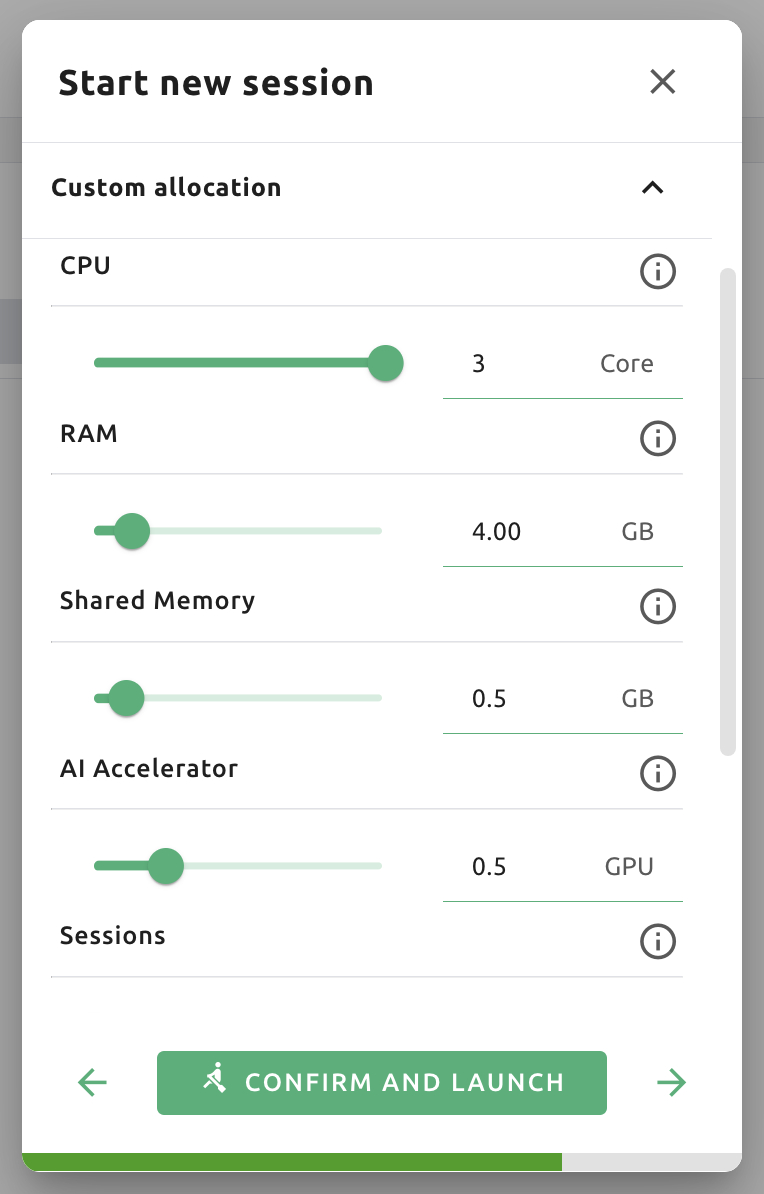 Start new session
Custom allocation
CPU
3 Core
RAM
4.00 GB
Shared Memory
0.5 GB
AI Accelerator
0.5 GPU
Sessions
CONFIRM AND LAUNCH